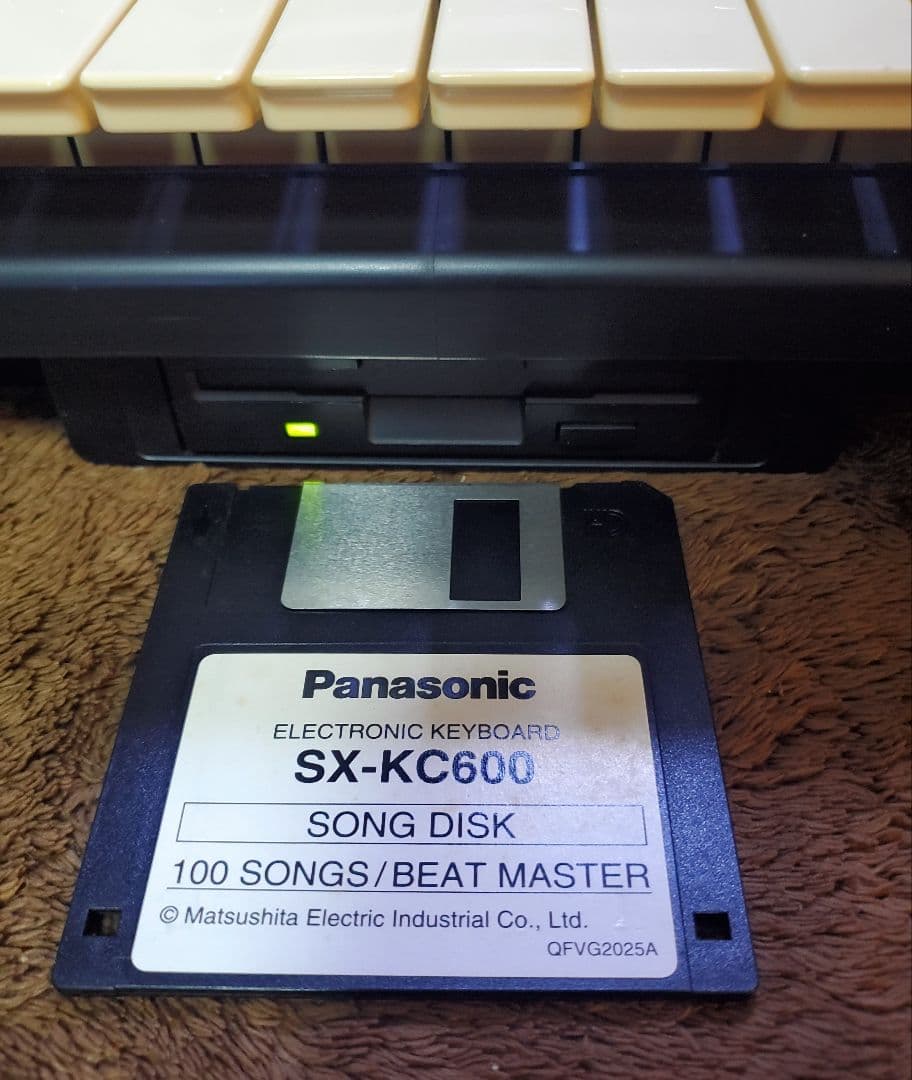 Panasonic
ELECTRONIC KEYBOARD
SX-KC600
SONG DISK
100 SONGS/BEAT MASTER
© Matsushita Electric Industrial Co., Ltd.
QFVG2025A